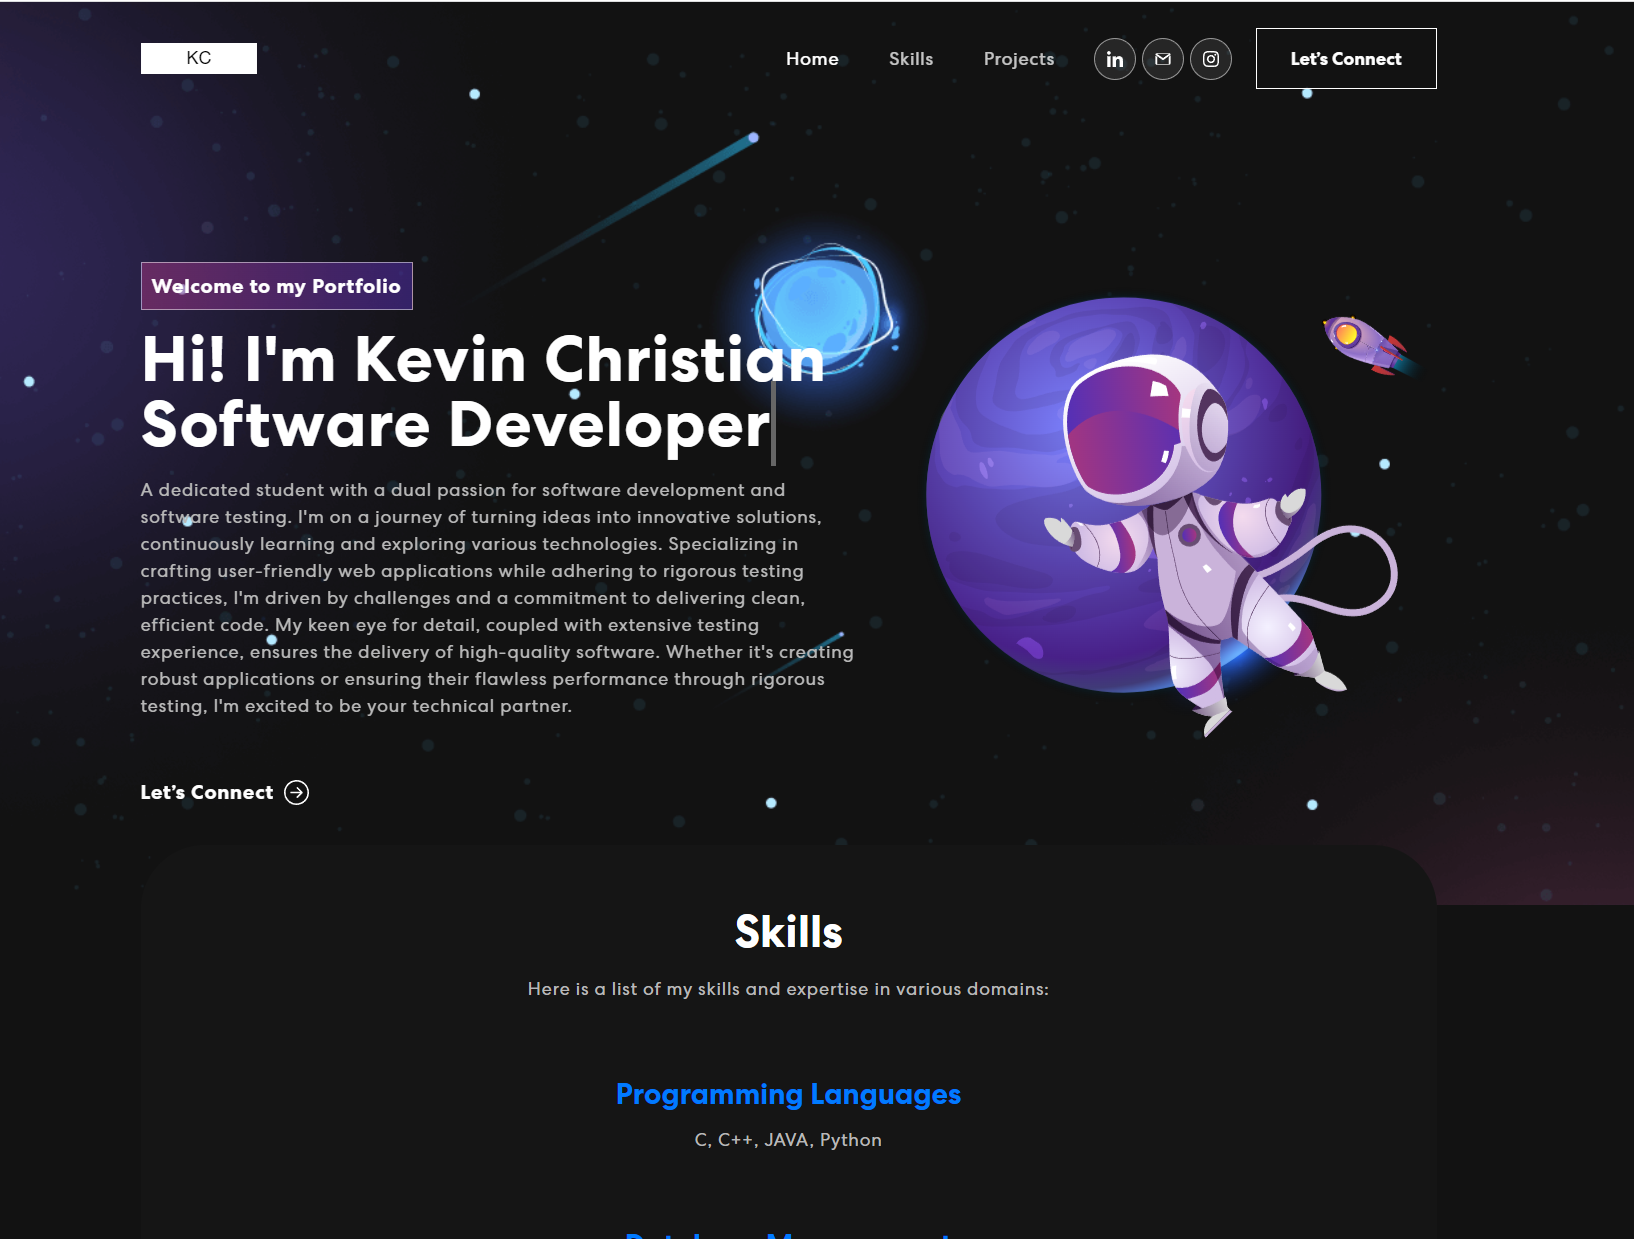 KC
Home Skills Projects in Let's Connect
Welcome to my Portfolio
Hi! I'm Kevin Christian
Software Developer
A dedicated student with a dual passion for software development and
software testing. I'm on a journey of turning ideas into innovative solutions,
continuously learning and exploring various technologies. Specializing in
crafting user-friendly web applications while adhering to rigorous testing
practices, I'm driven by challenges and a commitment to delivering clean,
efficient code. My keen eye for detail, coupled with extensive testing
experience, ensures the delivery of high-quality software. Whether it's creating
robust applications or ensuring their flawless performance through rigorous
testing, I'm excited to be your technical partner.
Let's Connect
Skills
Here is a list of my skills and expertise in various domains:
Programming Languages
C, C++, JAVA, Python